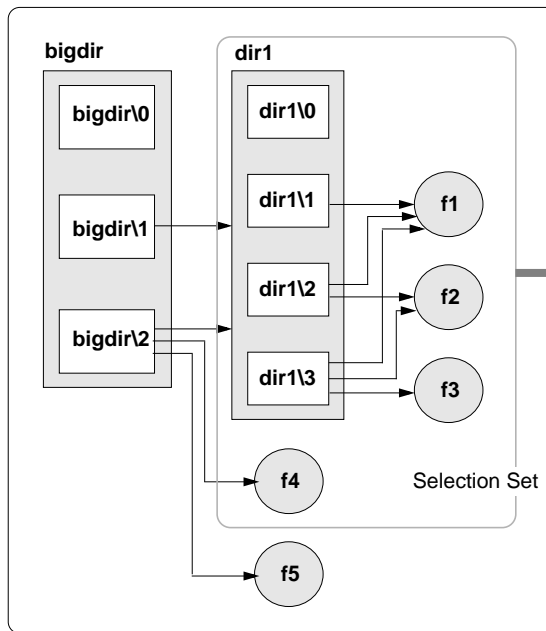 bigdir
dir1
bigdir\0
dir1\0
bigdir\1
dir1\1
f1
bigdir\2
dir1\2
f2
dir1\3
f3
f4
Selection Set
f5